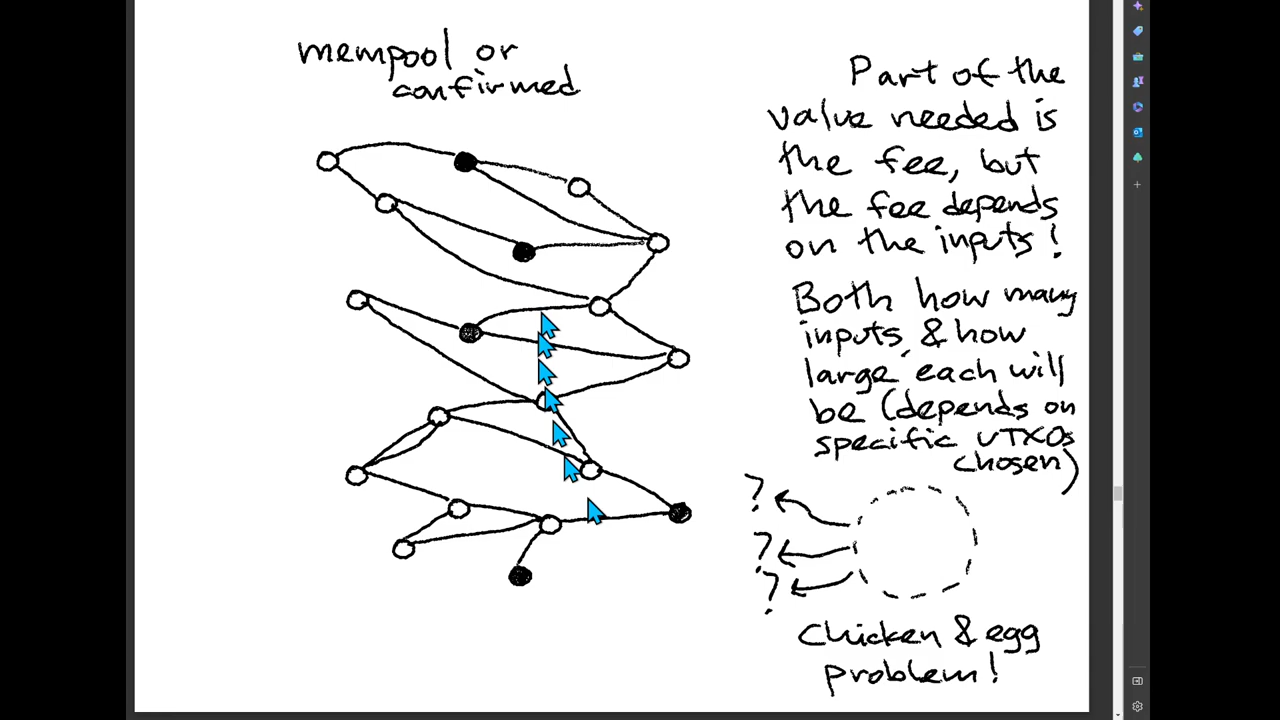 mempool or
confirmed
Part of the
value needed is
the fee, but
the fee depends
on the inputs!
Both how many
inputs, & how
large each will
be (depends on
specific UTXOs
chosen)
?
?
?
Chicken & egg
problem!